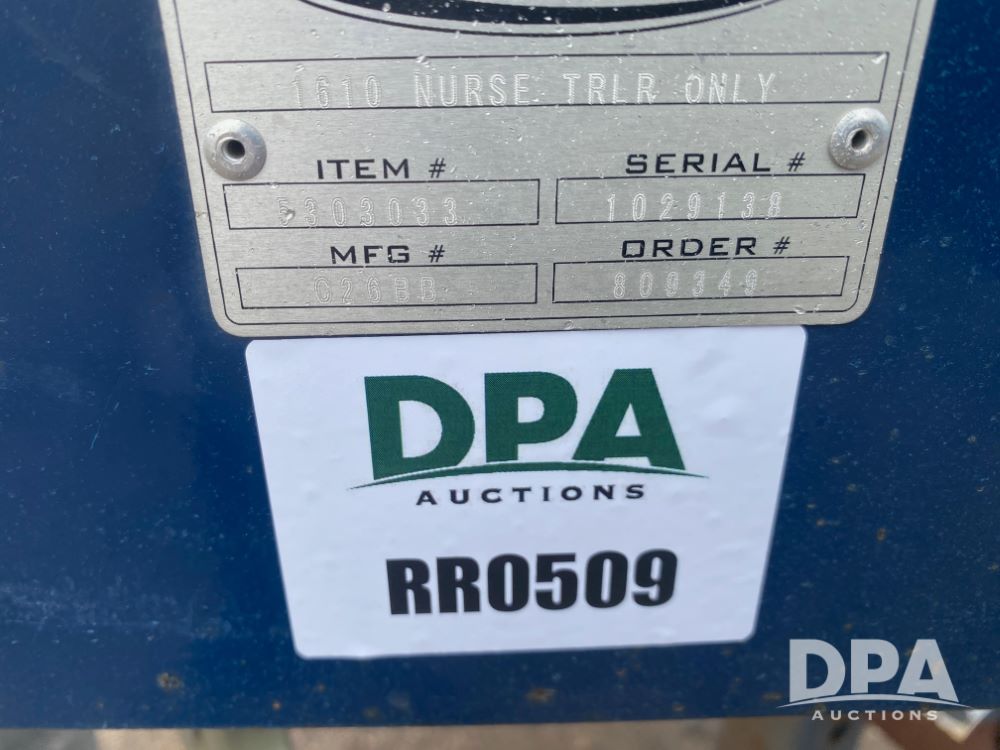 1610 NURSE TRLR ONLY
ITEM # SERIAL #
5303033 1029138
MFG # ORDER #
C26BB 809349
DPA
AUCTIONS
RR0509
DPA
AUCTIONS